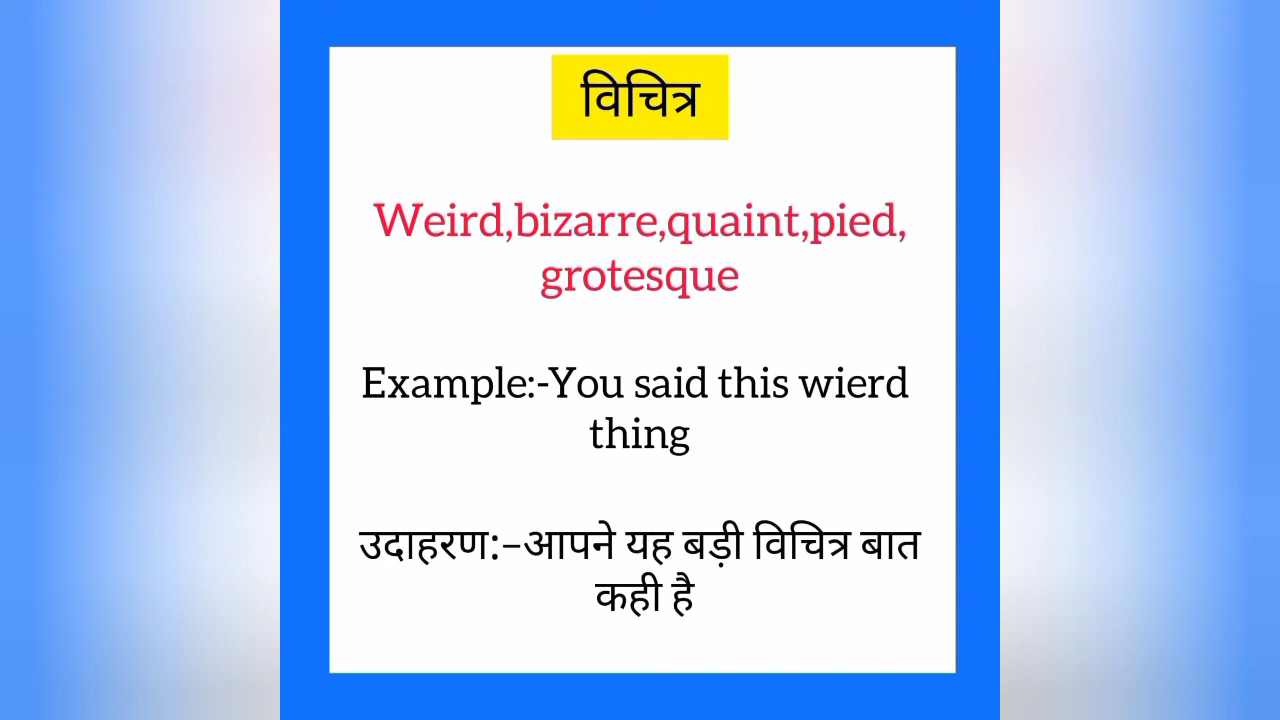 विचित्र
Weird,bizarre,quaint,pied,
grotesque
Example:-You said this wierd
thing
उदाहरण:–आपने यह बड़ी विचित्र बात
कही है